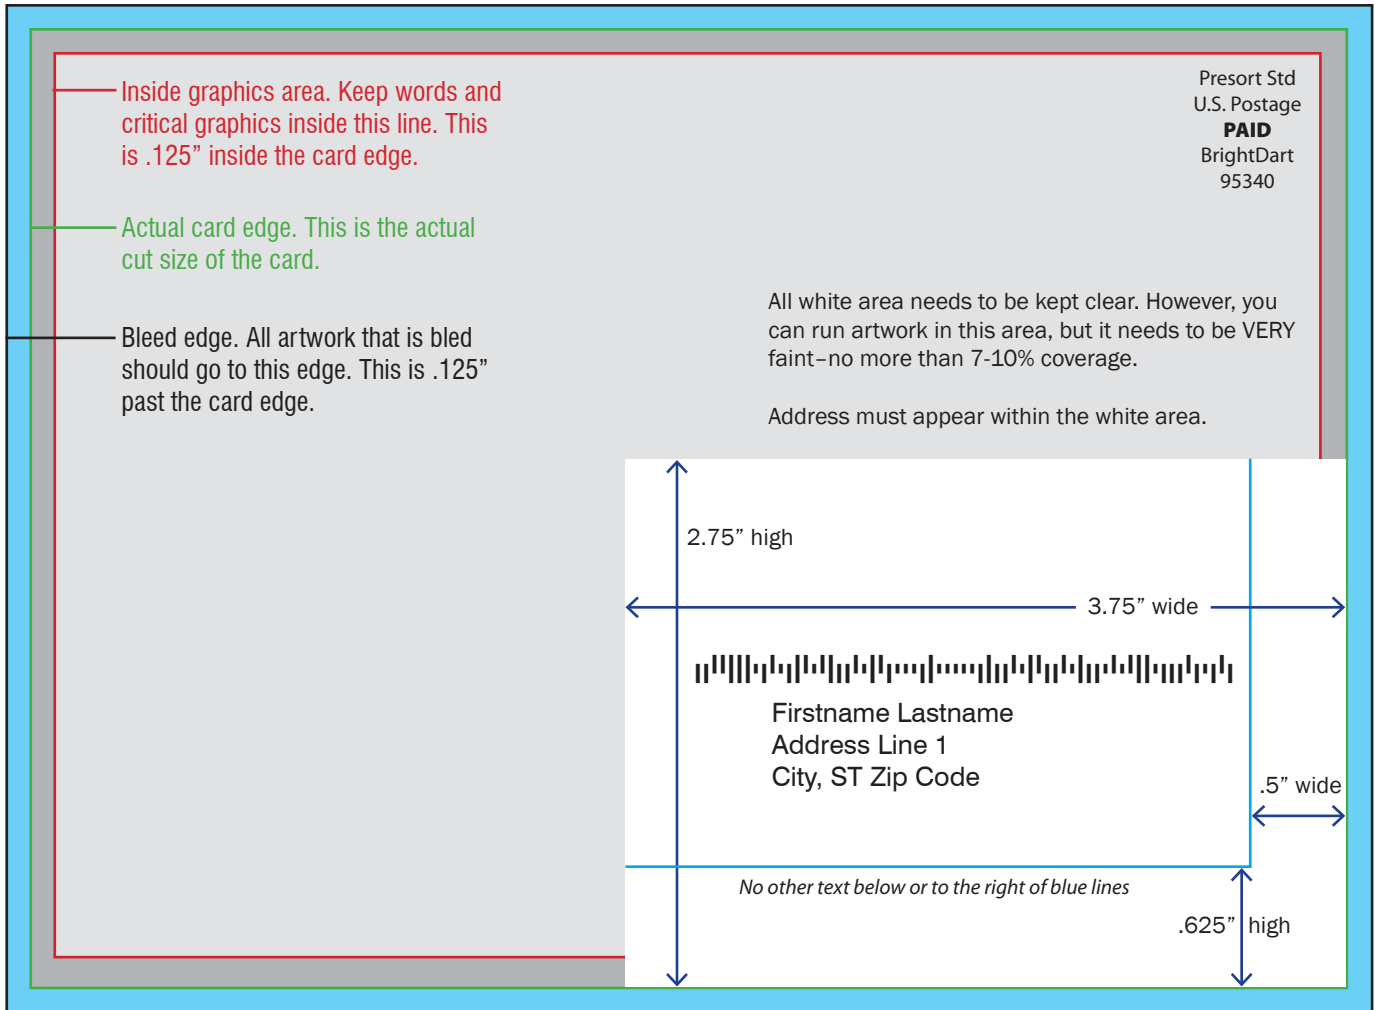 Inside graphics area. Keep words and
critical graphics inside this line. This
is .125” inside the card edge.
Actual card edge. This is the actual
cut size of the card.
Bleed edge. All artwork that is bled
should go to this edge. This is .125”
past the card edge.
Presort Std
U.S. Postage
PAID
BrightDart
95340
All white area needs to be kept clear. However, you
can run artwork in this area, but it needs to be VERY
faint–no more than 7-10% coverage.
Address must appear within the white area.
2.75” high
3.75” wide
Firstname Lastname
Address Line 1
City, ST Zip Code
.5” wide
No other text below or to the right of blue lines
.625” high